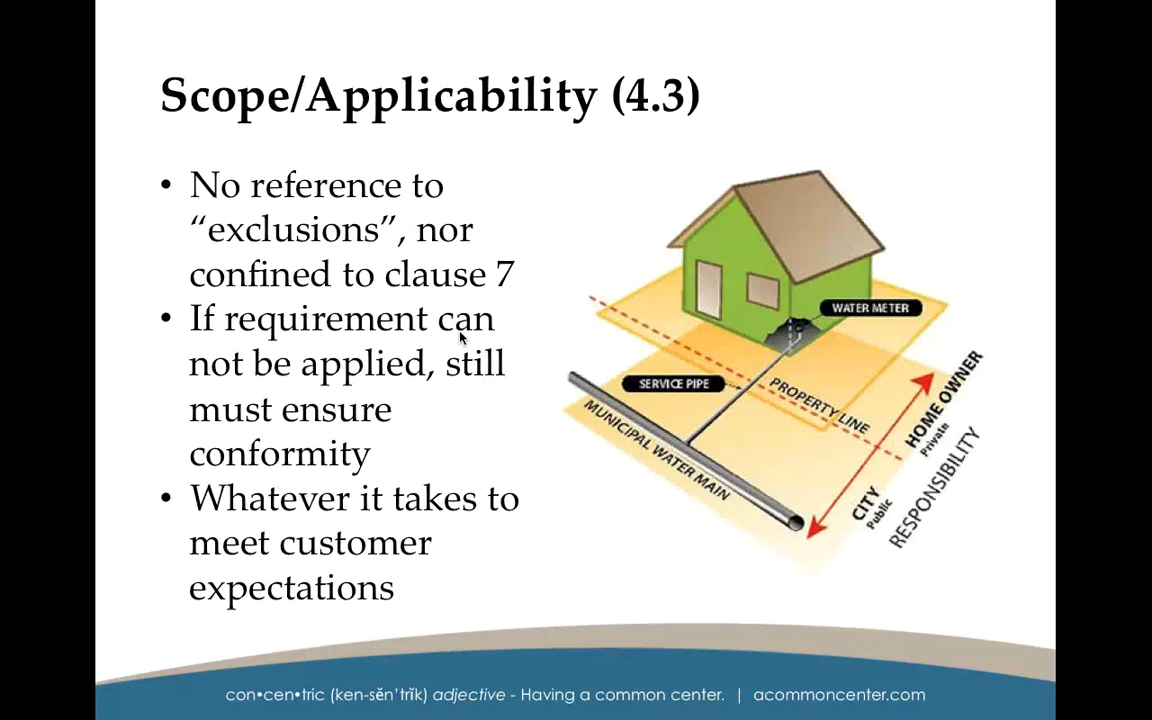 Scope/Applicability (4.3)
• No reference to
“exclusions”, nor
confined to clause 7
• If requirement can
not be applied, still
must ensure
conformity
• Whatever it takes to
meet customer
expectations
WATER METER
SERVICE PIPE
PROPERTY LINE
MUNICIPAL WATER MAIN
HOME OWNER
Private
CITY
Public
RESPONSIBILITY
con•cen•tric (ken-sĕn’trĭk) adjective - Having a common center. | acommoncenter.com